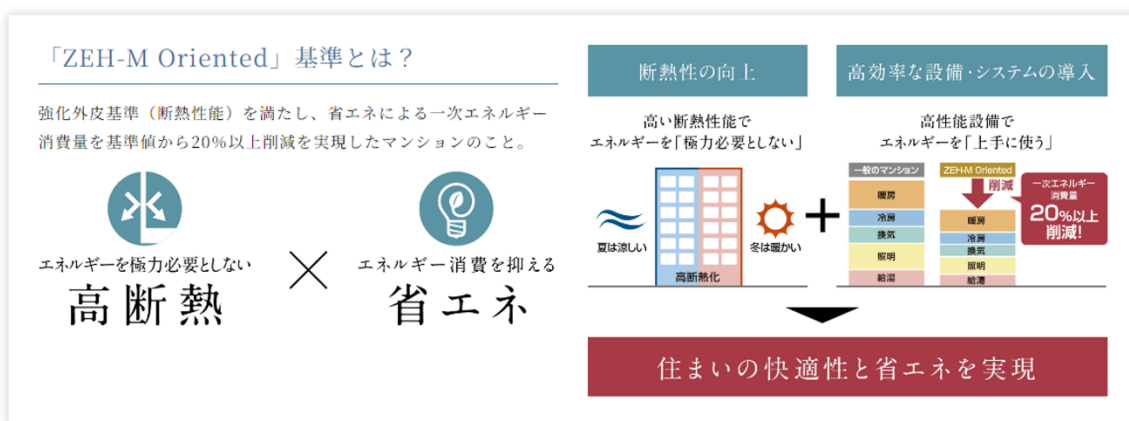 「ZEH-M Oriented」基準とは？
強化外皮基準（断熱性能）を満たし、省エネによる一次エネルギー
消費量を基準値から20%以上削減を実現したマンションのこと。
エネルギーを極力必要としない
高断熱
×
エネルギー消費を抑える
省エネ
断熱性の向上
高い断熱性能で
エネルギーを「極力必要としない」
夏は涼しい
冬は暖かい
高断熱化
+
高効率な設備・システムの導入
高性能設備で
エネルギーを「上手に使う」
一般のマンション
暖房
冷房
換気
照明
給湯
ZEH-M Oriented
削減
暖房
冷房
換気
照明
給湯
一次エネルギー
消費量
20%以上
削減!
住まいの快適性と省エネを実現